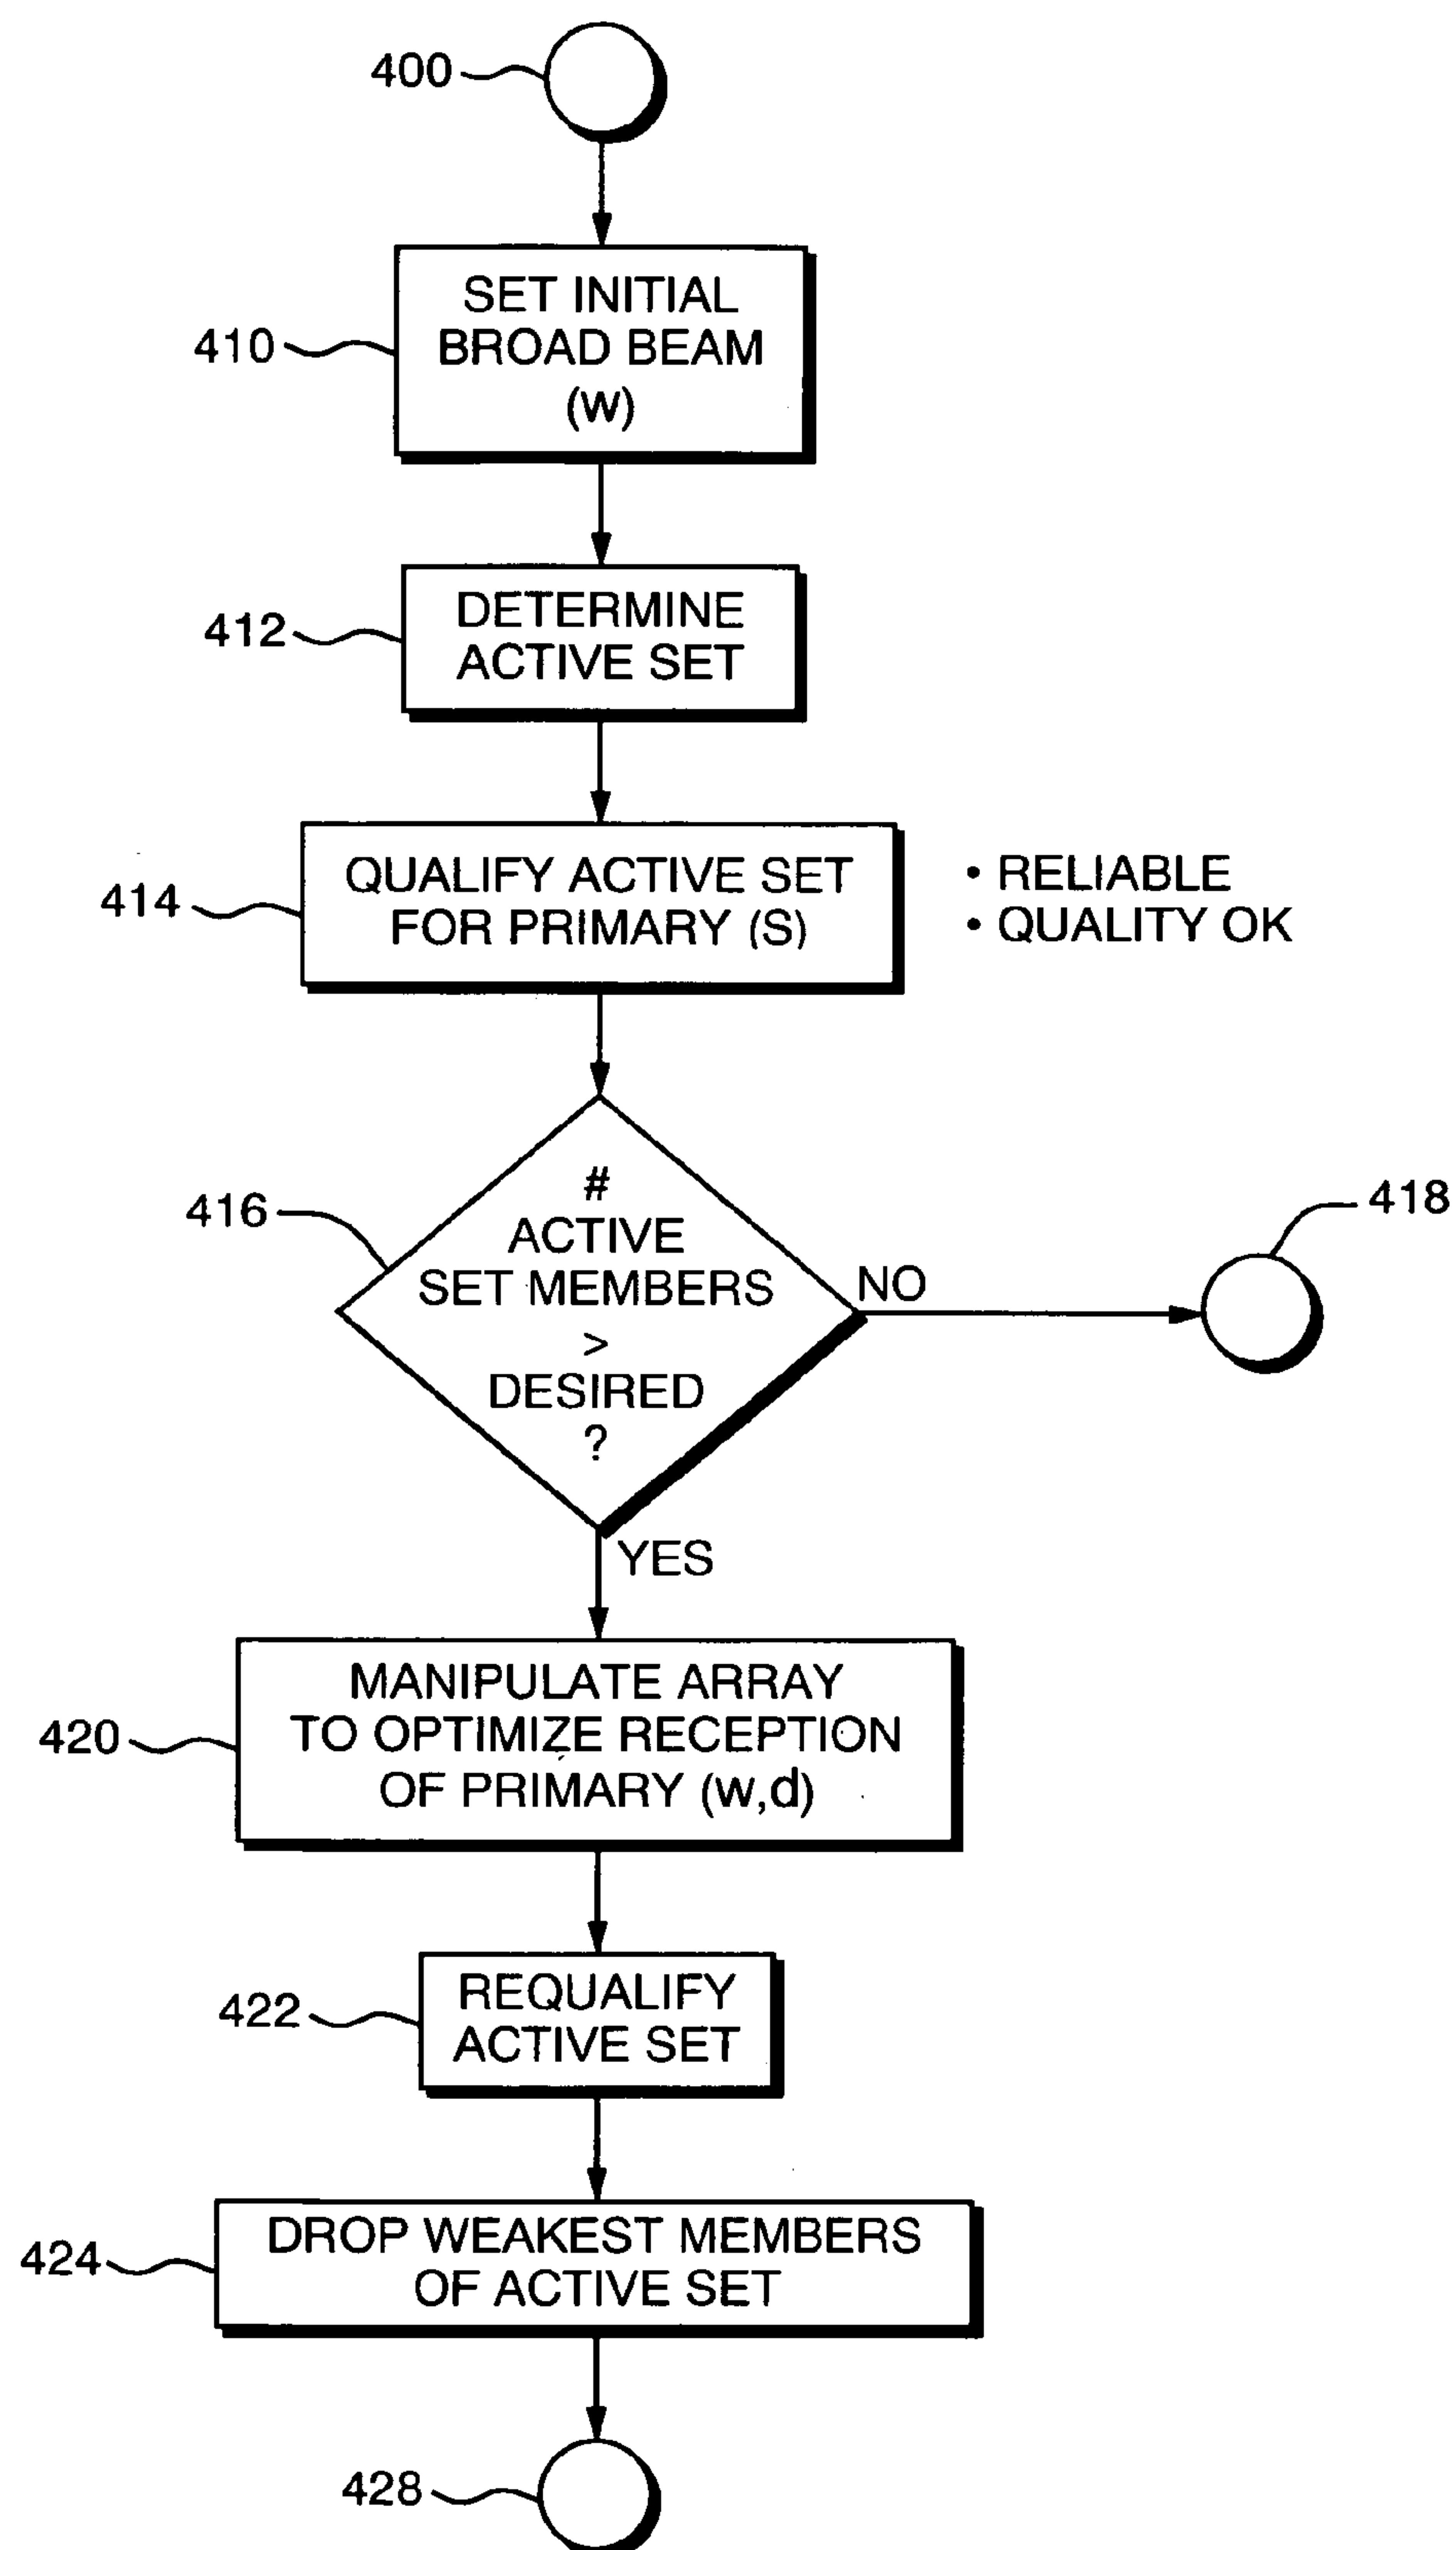 400
SET INITIAL
BROAD BEAM
(w)
410
DETERMINE
ACTIVE SET
412
QUALIFY ACTIVE SET
FOR PRIMARY (S)
414
• RELIABLE
• QUALITY OK
#
ACTIVE
SET MEMBERS
>
DESIRED
?
416
NO
418
YES
MANIPULATE ARRAY
TO OPTIMIZE RECEPTION
OF PRIMARY (w,d)
420
REQUALIFY
ACTIVE SET
422
DROP WEAKEST MEMBERS
OF ACTIVE SET
424
428